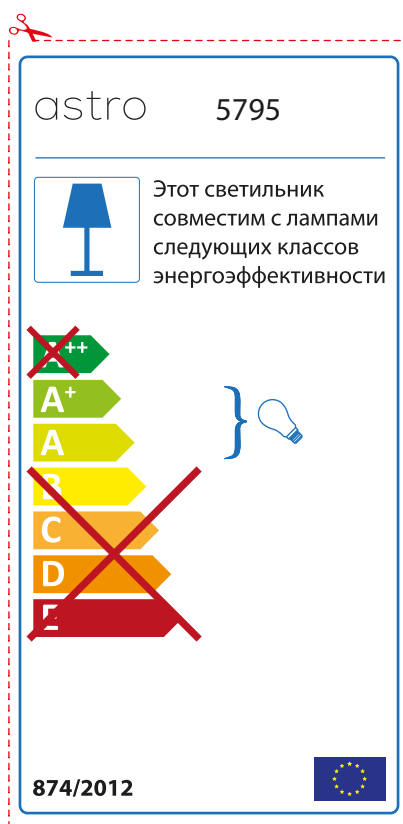 astro 5795
Этот светильник
совместим с лампами
следующих классов
энергоэффективности
A++
A+
A
B
C
D
E
874/2012